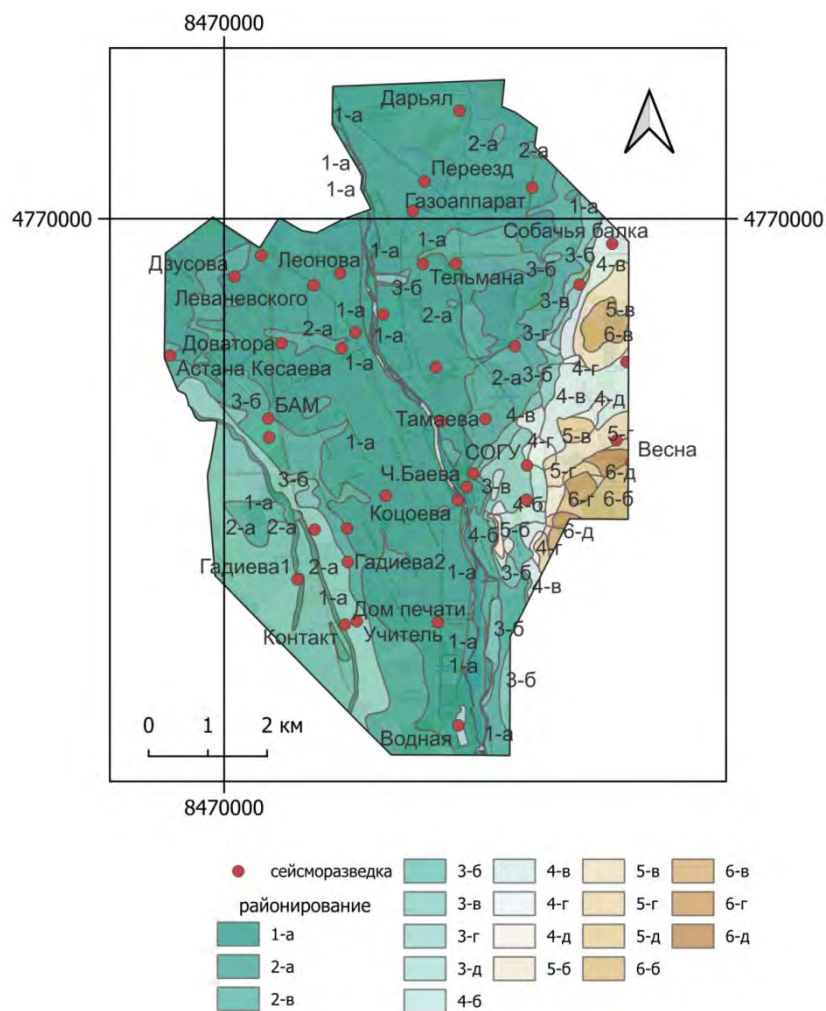 8470000
Дарьял
1-а
2-а
2-а
1-а
Переезд
1-а
Газоаппарат
1-а
4770000
4770000
1-а
Собачья балка
Дзусова
Леонова
1-а
Тельмана
3-б
3-б
4-в
Леваневского
3-б
3-в
5-в
1-а
2-а
2-а
1-а
3-г
6-в
Доватора
1-а
Астана Кесаева
2-а
3-б
4-г
4-в
4-д
3-б
БАМ
Тамаева
4-в
5-в
5-г
1-а
СОГУ
4-г
Весна
3-б
Ч.Баева
3-в
5-г
6-д
1-а
Коцоева
4-б
6-г
6-б
2-а
2-а
4-б
5-б
6-д
4-г
Гадиева1
2-а
Гадиева2
1-а
3-б
4-в
1-а
Дом печати
Контакт
Учитель
1-а
3-б
1-а
3-б
0 1 2 км
Водная
1-а
8470000
сейсморазведка
районирование
1-а
2-а
2-в
3-б
3-в
3-г
3-д
4-б
4-в
4-г
4-д
5-б
5-в
5-г
5-д
6-б
6-в
6-г
6-д